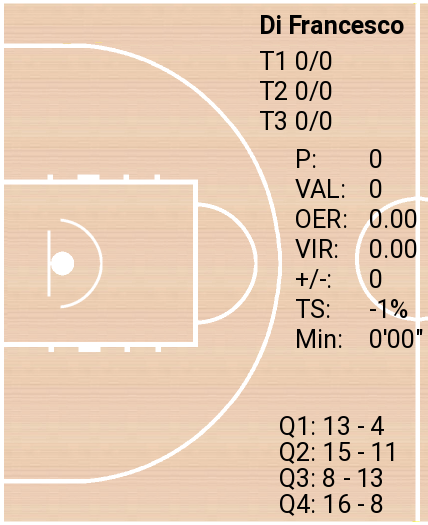 Di Francesco
T1 0/0
T2 0/0
T3 0/0
P: 0
VAL: 0
OER: 0.00
VIR: 0.00
+/-: 0
TS: -1%
Min: 0'00"
Q1: 13 - 4
Q2: 15 - 11
Q3: 8 - 13
Q4: 16 - 8